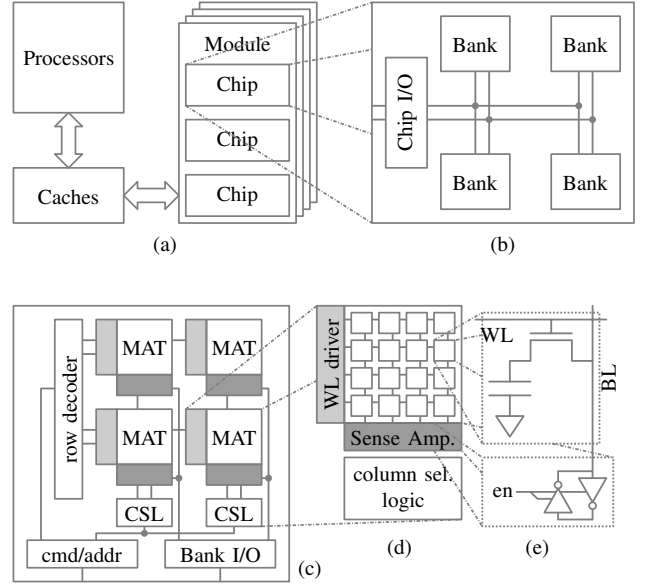 Processors
Caches
Module
Chip
Chip
Chip
(a)
Chip I/O
Bank
Bank
Bank
Bank
(b)
row decoder
MAT
MAT
MAT
MAT
CSL
CSL
cmd/addr
Bank I/O
(c)
WL driver
Sense Amp.
column sel.
logic
(d)
WL
BL
en
(e)